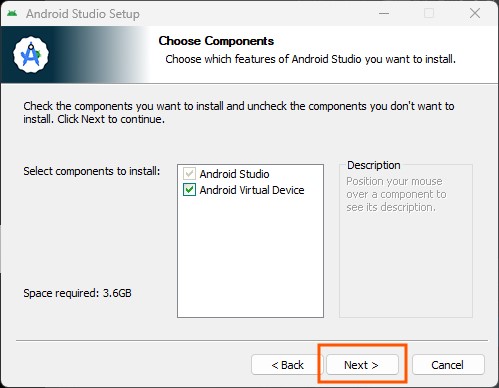 Android Studio Setup
Choose Components
Choose which features of Android Studio you want to install.
Check the components you want to install and uncheck the components you don't want to
install. Click Next to continue.
Select components to install:
Android Studio
Android Virtual Device
Description
Position your mouse
over a component to
see its description.
Space required: 3.6GB
< Back
Next >
Cancel